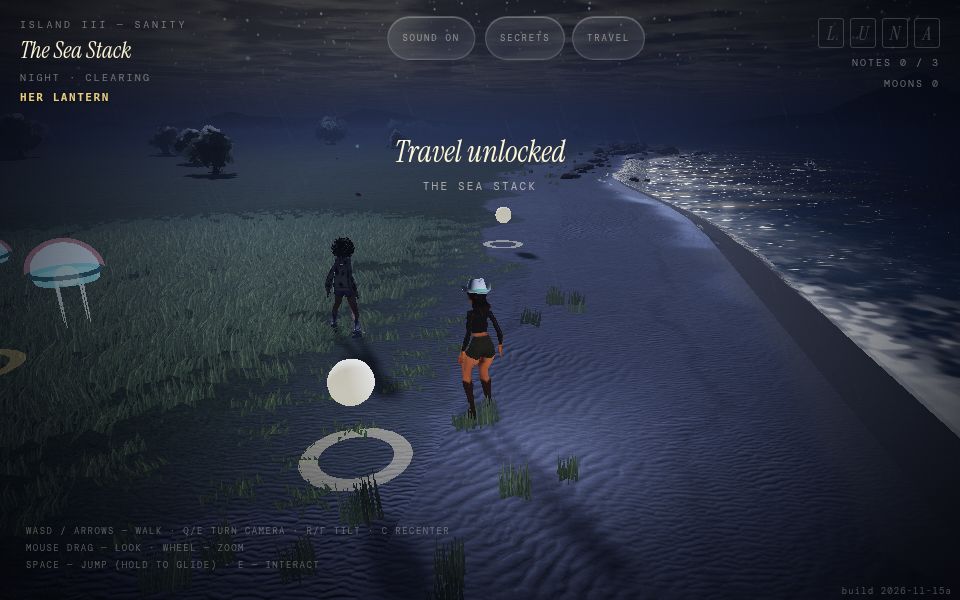 ISLAND III — SANITY
The Sea Stack
NIGHT · CLEARING
HER LANTERN
SOUND ON
SECRETS
TRAVEL
L U N A
NOTES 0 / 3
MOONS 0
Travel unlocked
THE SEA STACK
WASD / ARROWS — WALK · Q/E TURN CAMERA · R/F TILT · C RECENTER
MOUSE DRAG — LOOK · WHEEL — ZOOM
SPACE — JUMP (HOLD TO GLIDE) · E — INTERACT
build 2026-11-15a